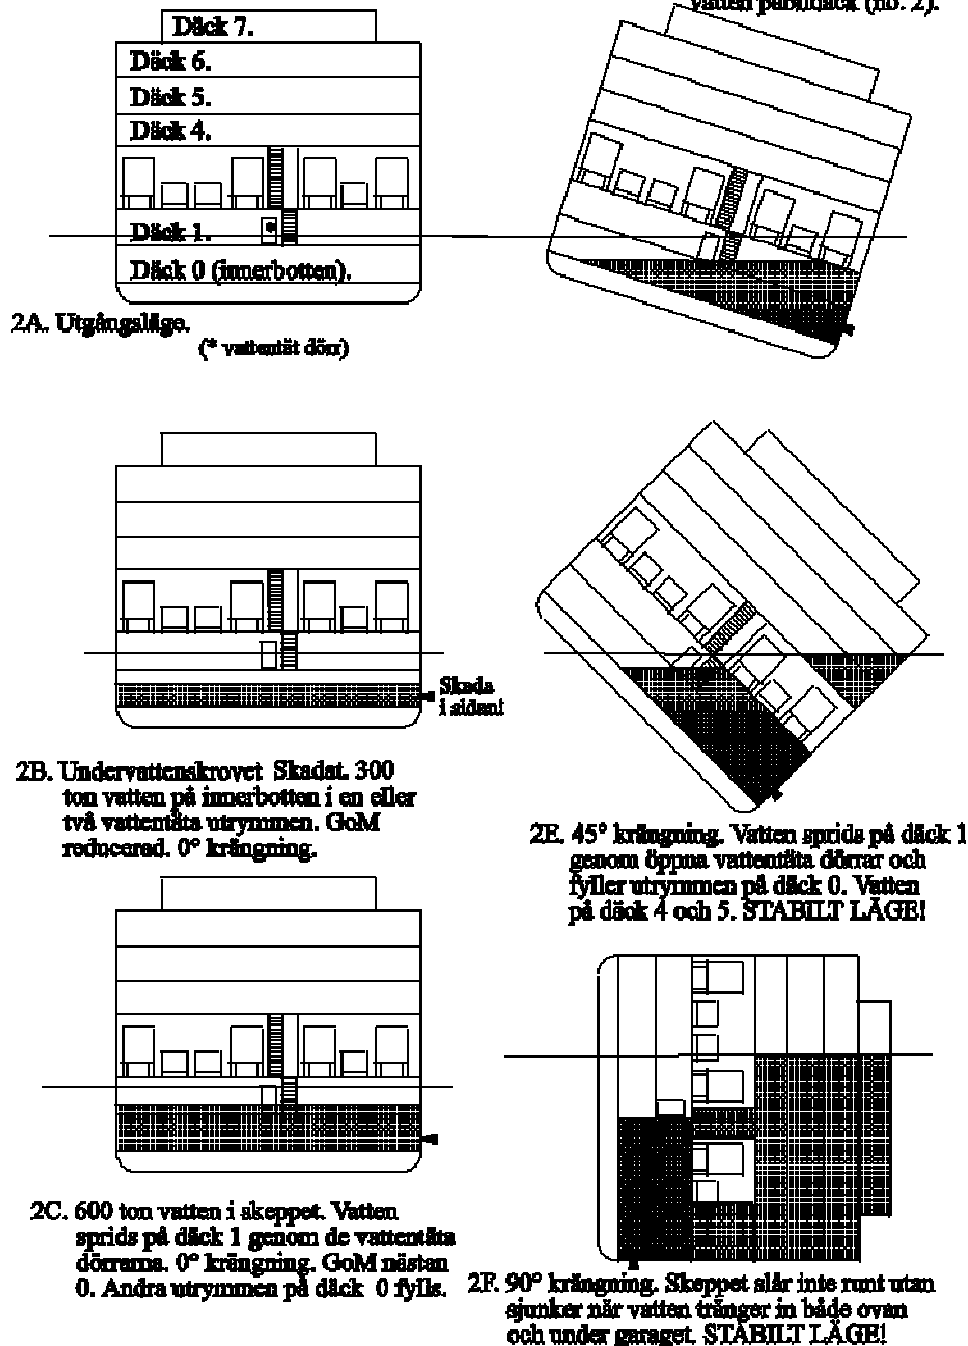 vatten på bildäck (no. 2).
Däck 7.
Däck 6.
Däck 5.
Däck 4.
Däck 1.
Däck 0 (innerbotten).
2A. Utgångsläge.
(* vattentät dörr)
Skada
i sidan!
2B. Undervattenskrovet Skadat. 300
ton vatten på innerbotten i en eller
två vattentäta utrymmen. GoM
reducerad. 0° krängning.
2E. 45° krängning. Vatten sprids på däck 1
genom öppna vattentäta dörrar och
fyller utrymmen på däck 0. Vatten
på däck 4 och 5. STABILT LÄGE!
2C. 600 ton vatten i skeppet. Vatten
sprids på däck 1 genom de vattentäta
dörrarna. 0° krängning. GoM nästan
0. Andra utrymmen på däck 0 fylls.
2F. 90° krängning. Skeppet slår inte runt utan
sjunker när vatten tränger in både ovan
och under garaget. STABILT LÄGE!